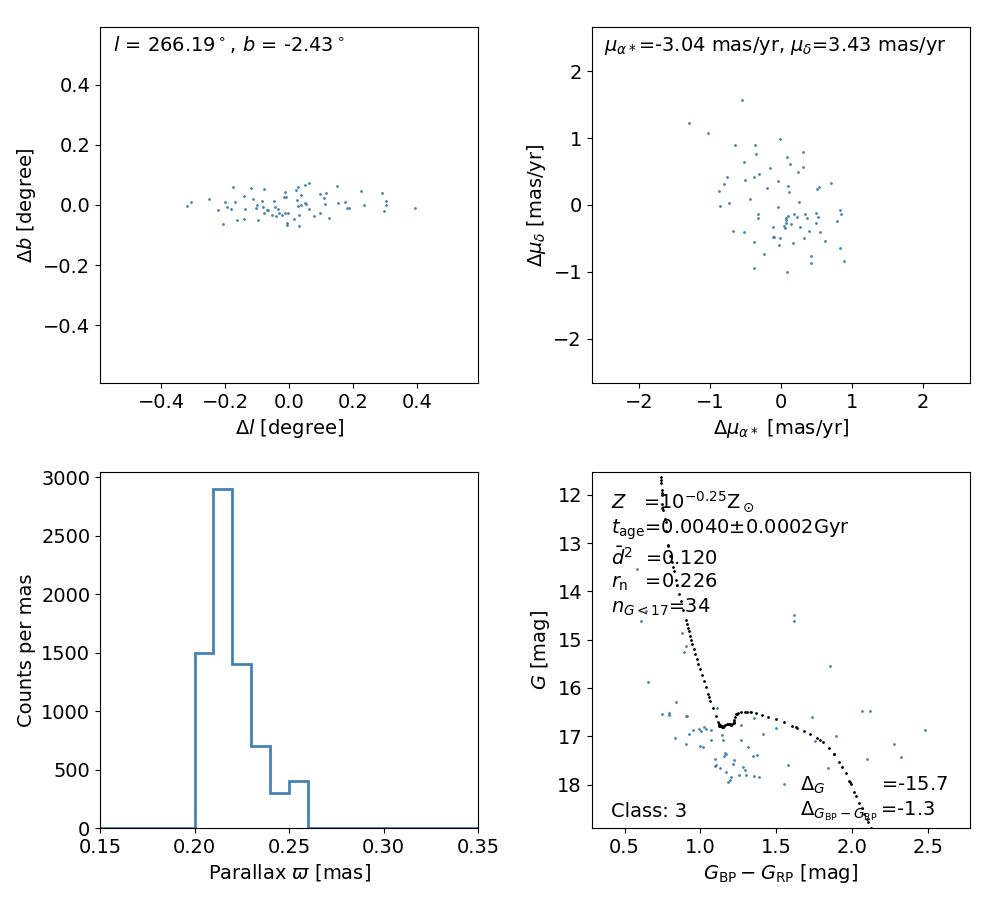 l = 266.19°, b = -2.43°
0.4
0.2
0.0
−0.2
−0.4
Δb [degree]
−0.4 −0.2 0.0 0.2 0.4
Δl [degree]
μα∗=-3.04 mas/yr, μδ=3.43 mas/yr
2
1
0
−1
−2
Δμδ [mas/yr]
−2 −1 0 1 2
Δμα∗ [mas/yr]
3000
2500
2000
1500
1000
500
0
Counts per mas
0.15 0.20 0.25 0.30 0.35
Parallax ϖ [mas]
12
13
14
15
16
17
18
G [mag]
Z =10^−0.25 Z⊙
t_age=0.0040±0.0002Gyr
d̄² =0.120
r_n =0.226
n_G<17=34
Δ_G =-15.7
Δ_G_BP−G_BP =-1.3
Class: 3
0.5 1.0 1.5 2.0 2.5
G_BP − G_RP [mag]